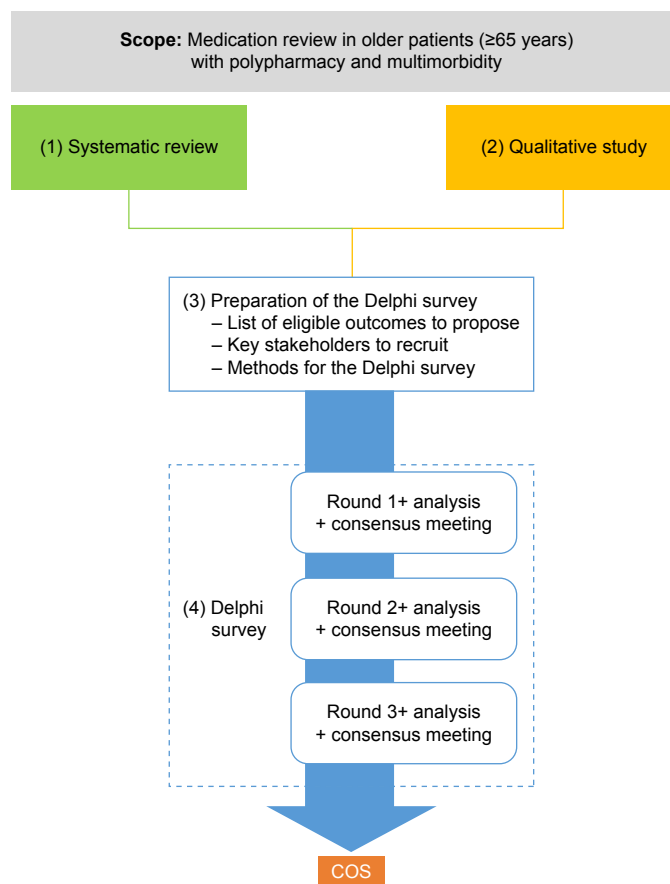 Scope: Medication review in older patients (≥65 years)
with polypharmacy and multimorbidity
(1) Systematic review
(2) Qualitative study
(3) Preparation of the Delphi survey
– List of eligible outcomes to propose
– Key stakeholders to recruit
– Methods for the Delphi survey
(4) Delphi
survey
Round 1+ analysis
+ consensus meeting
Round 2+ analysis
+ consensus meeting
Round 3+ analysis
+ consensus meeting
COS